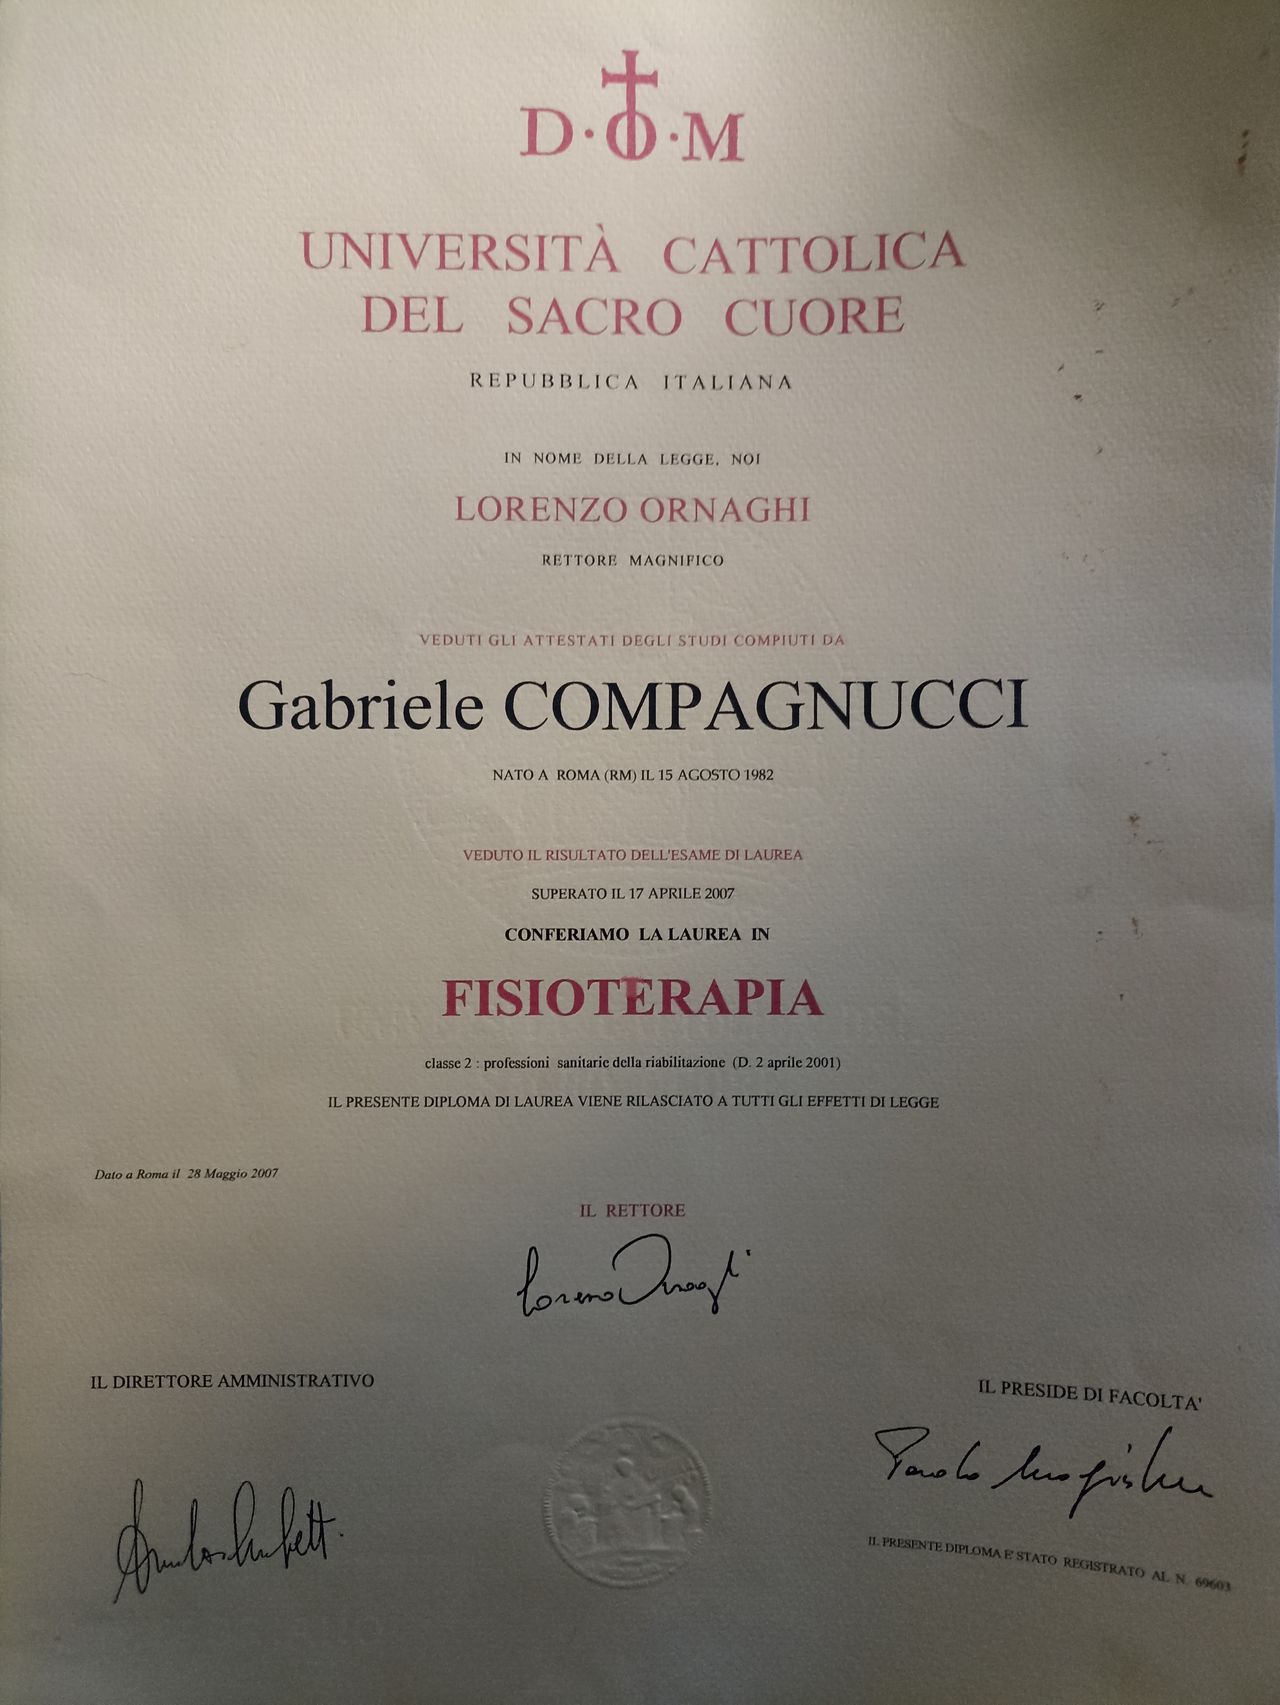 D·O·M
UNIVERSITÀ CATTOLICA
DEL SACRO CUORE
REPUBBLICA ITALIANA
IN NOME DELLA LEGGE, NOI
LORENZO ORNAGHI
RETTORE MAGNIFICO
VEDUTI GLI ATTESTATI DEGLI STUDI COMPIUTI DA
Gabriele COMPAGNUCCI
NATO A ROMA (RM) IL 15 AGOSTO 1982
VEDUTO IL RISULTATO DELL'ESAME DI LAUREA
SUPERATO IL 17 APRILE 2007
CONFERIAMO LA LAUREA IN
FISIOTERAPIA
classe 2 : professioni sanitarie della riabilitazione (D. 2 aprile 2001)
IL PRESENTE DIPLOMA DI LAUREA VIENE RILASCIATO A TUTTI GLI EFFETTI DI LEGGE
Dato a Roma il 28 Maggio 2007
IL RETTORE
Lorenzo Ornaghi
IL DIRETTORE AMMINISTRATIVO
IL PRESIDE DI FACOLTA'
IL PRESENTE DIPLOMA E' STATO REGISTRATO AL N. 69603